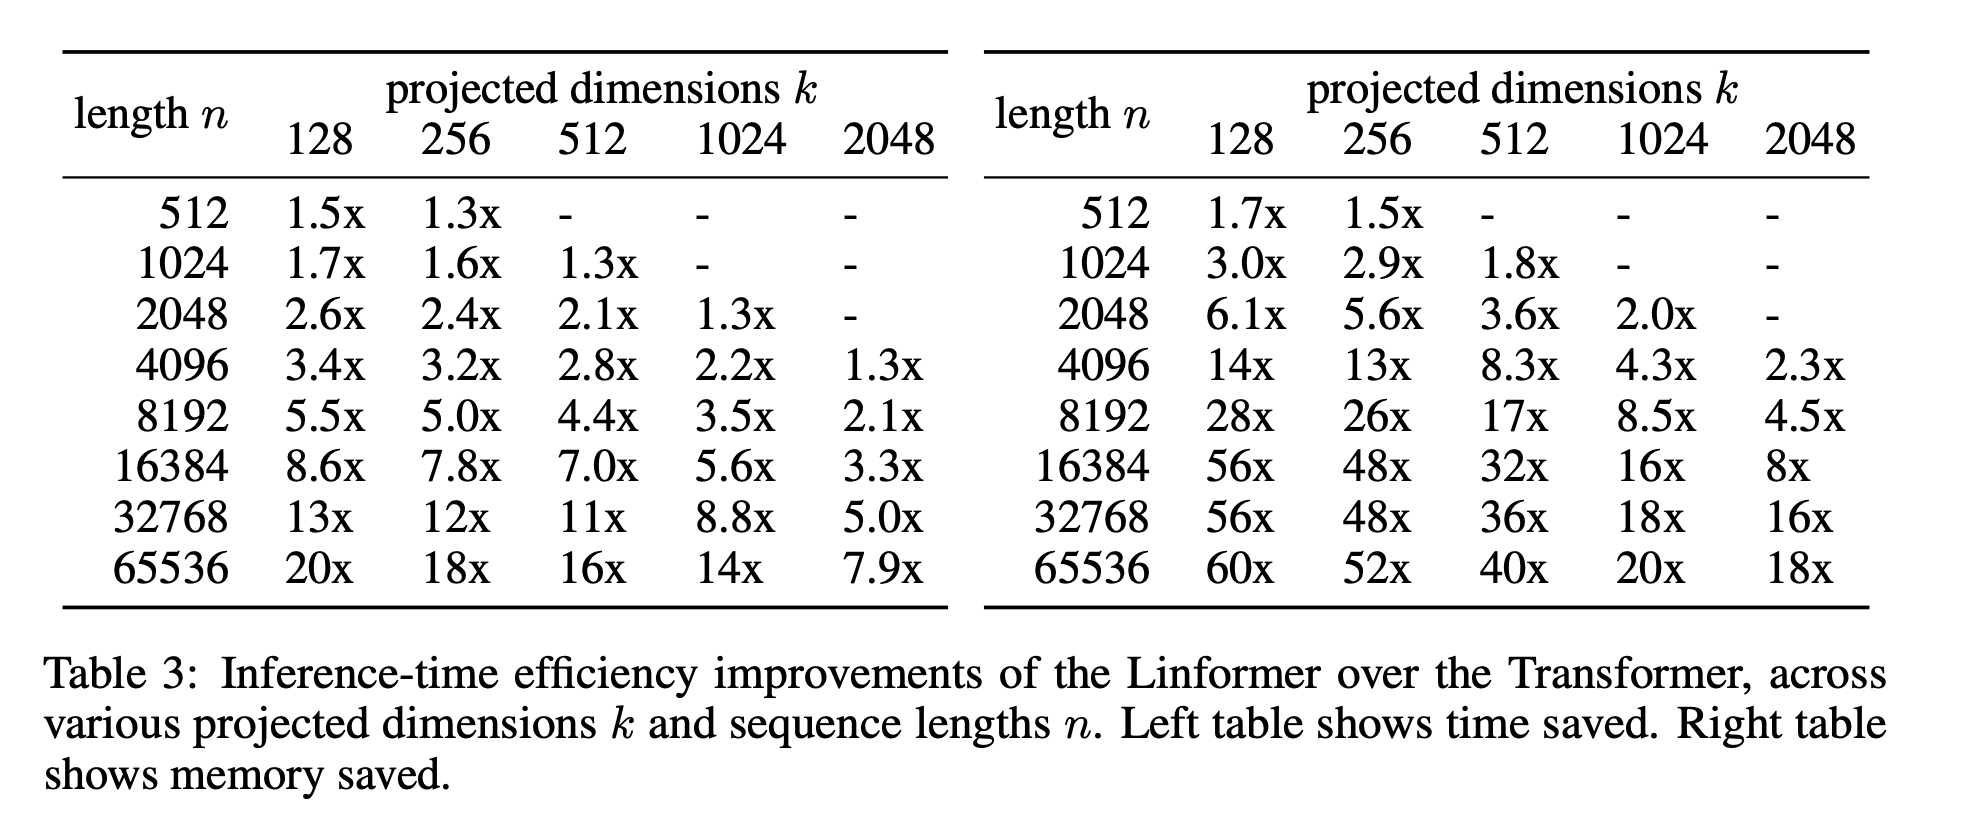 projected dimensions k
length n
128 256 512 1024 2048
512 1.5x 1.3x - - -
1024 1.7x 1.6x 1.3x - -
2048 2.6x 2.4x 2.1x 1.3x -
4096 3.4x 3.2x 2.8x 2.2x 1.3x
8192 5.5x 5.0x 4.4x 3.5x 2.1x
16384 8.6x 7.8x 7.0x 5.6x 3.3x
32768 13x 12x 11x 8.8x 5.0x
65536 20x 18x 16x 14x 7.9x
projected dimensions k
length n
128 256 512 1024 2048
512 1.7x 1.5x - - -
1024 3.0x 2.9x 1.8x - -
2048 6.1x 5.6x 3.6x 2.0x -
4096 14x 13x 8.3x 4.3x 2.3x
8192 28x 26x 17x 8.5x 4.5x
16384 56x 48x 32x 16x 8x
32768 56x 48x 36x 18x 16x
65536 60x 52x 40x 20x 18x
Table 3: Inference-time efficiency improvements of the Linformer over the Transformer, across
various projected dimensions k and sequence lengths n. Left table shows time saved. Right table
shows memory saved.